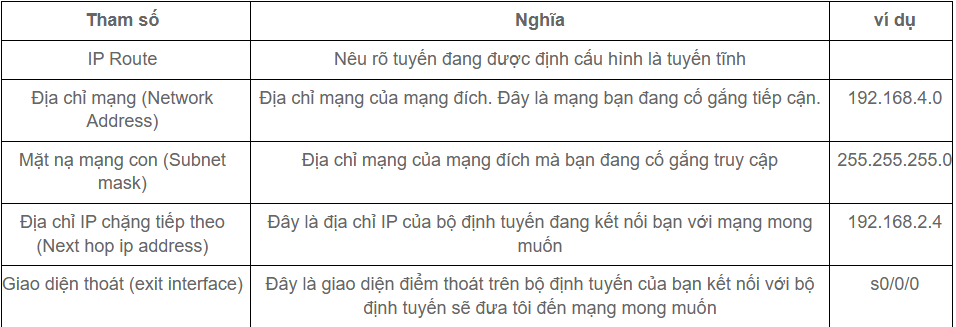 Tham số Nghĩa ví dụ
IP Route Nêu rõ tuyến đang được định cấu hình là tuyến tĩnh
Địa chỉ mạng (Network Address) Địa chỉ mạng của mạng đích. Đây là mạng bạn đang cố gắng tiếp cận. 192.168.4.0
Mặt nạ mạng con (Subnet mask) Địa chỉ mạng của mạng đích mà bạn đang cố gắng truy cập 255.255.255.0
Địa chỉ IP chặng tiếp theo (Next hop ip address) Đây là địa chỉ IP của bộ định tuyến đang kết nối bạn với mạng mong muốn 192.168.2.4
Giao diện thoát (exit interface) Đây là giao diện điểm thoát trên bộ định tuyến của bạn kết nối với bộ định tuyến sẽ đưa tôi đến mạng mong muốn s0/0/0